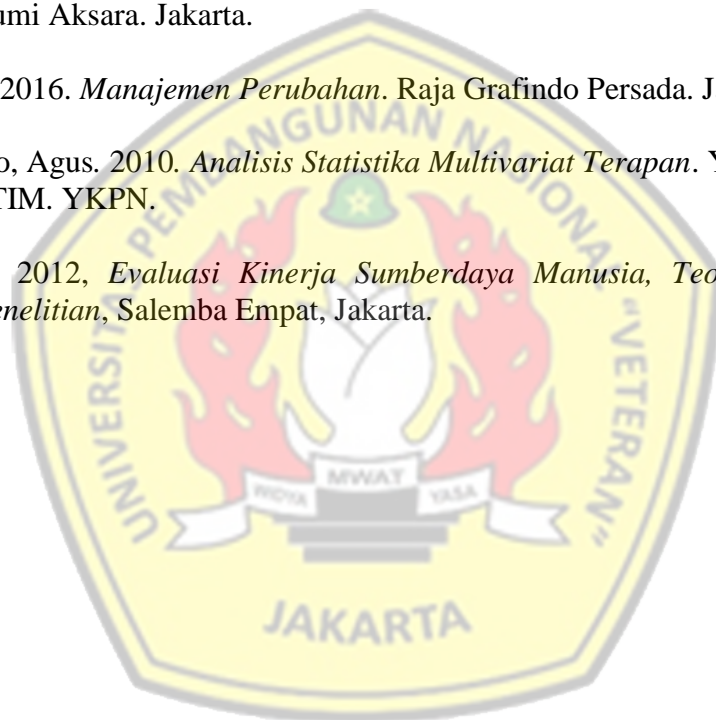 umi Aksara. Jakarta.
2016. Manajemen Perubahan. Raja Grafindo Persada. J
o, Agus. 2010. Analisis Statistika Multivariat Terapan. Y
TIM. YKPN.
2012, Evaluasi Kinerja Sumberdaya Manusia, Teo
enelitian, Salemba Empat, Jakarta.
UNIVERSITAS PEMBANGUNAN NASIONAL "VETERAN"
WIDYA MWAT YASA
JAKARTA